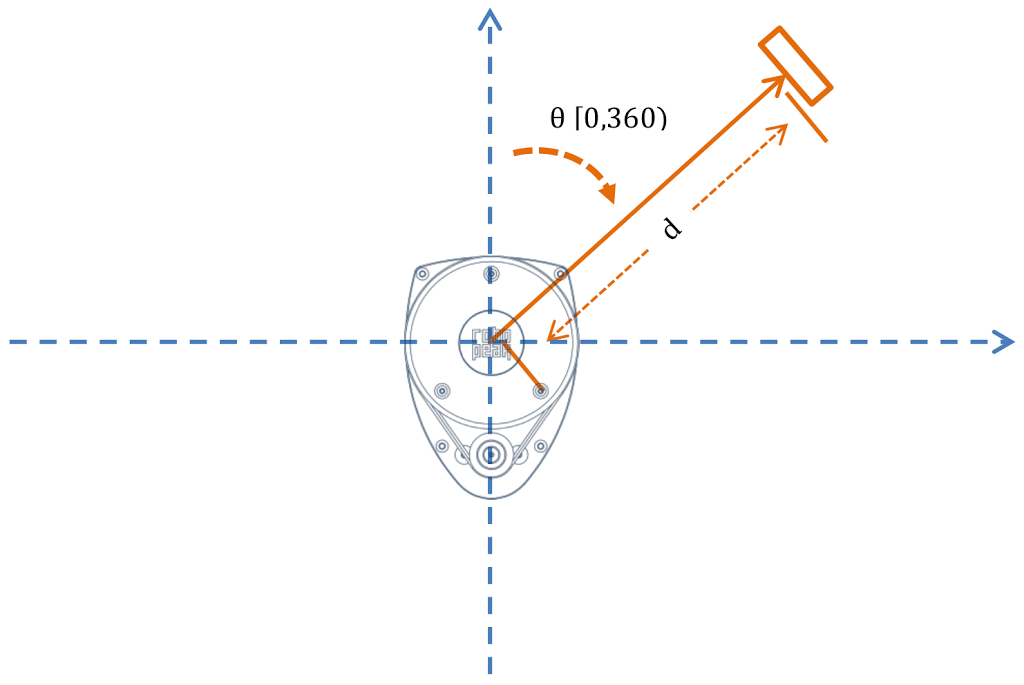 θ [0,360)
d
robo
peak